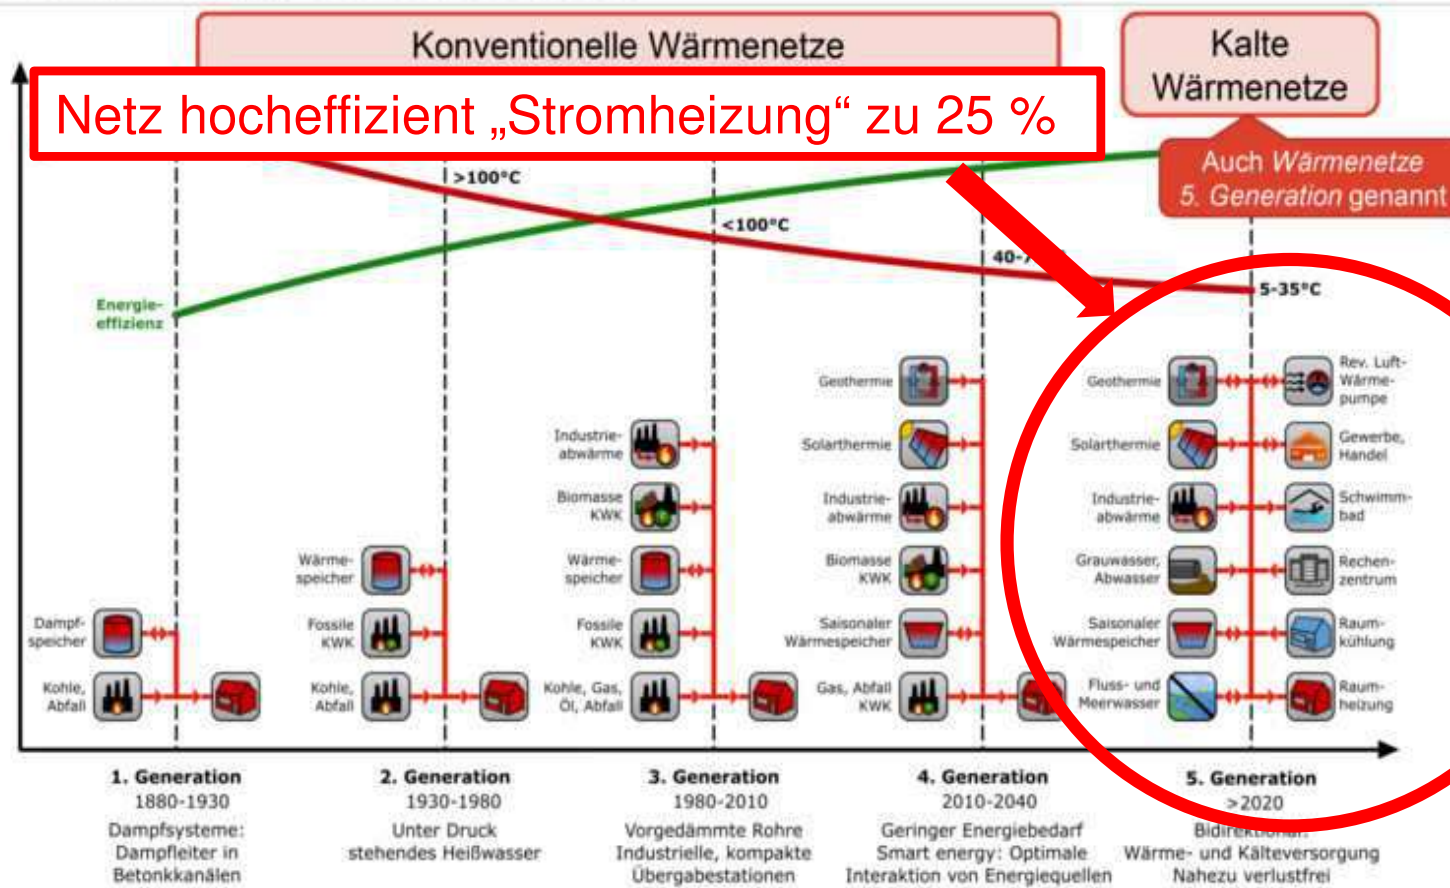 Konventionelle Wärmenetze
Kalte
Wärmenetze
Netz hocheffizient „Stromheizung“ zu 25 %
Auch Wärmenetze
5. Generation genannt
>100°C
<100°C
40-7
5-35°C
Energie-
effizienz
Dampf-
speicher
Kohle,
Abfall
Wärme-
speicher
Fossile
KWK
Kohle,
Abfall
Industrie-
abwärme
Biomasse
KWK
Wärme-
speicher
Fossile
KWK
Kohle, Gas,
Öl, Abfall
Geothermie
Solarthermie
Industrie-
abwärme
Biomasse
KWK
Saisonaler
Wärmespeicher
Gas, Abfall
KWK
Geothermie
Solarthermie
Industrie-
abwärme
Grauwasser,
Abwasser
Saisonaler
Wärmespeicher
Fluss- und
Meerwasser
Rev. Luft-
Wärme-
pumpe
Gewerbe,
Handel
Schwimm-
bad
Rechen-
zentrum
Raum-
kühlung
Raum-
heizung
1. Generation
1880-1930
Dampfsysteme:
Dampfleiter in
Betonkkanälen
2. Generation
1930-1980
Unter Druck
stehendes Heißwasser
3. Generation
1980-2010
Vorgedämmte Rohre
Industrielle, kompakte
Übergabestationen
4. Generation
2010-2040
Geringer Energiebedarf
Smart energy: Optimale
Interaktion von Energiequellen
5. Generation
>2020
Bidirektional:
Wärme- und Kälteversorgung
Nahezu verlustfrei